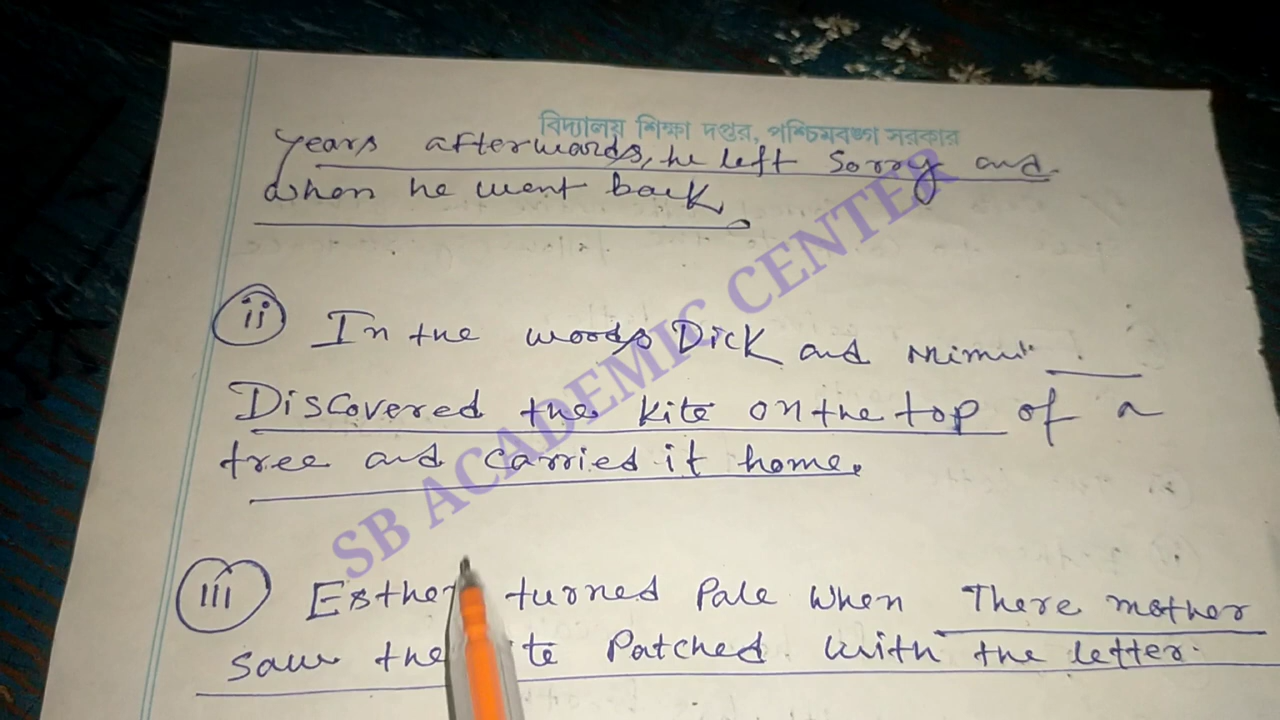 বিদ্যালয় শিক্ষা দপ্তর, পশ্চিমবঙ্গ সরকার
years afterwards, he left sorry and
when he went back.
SB ACADEMIC CENTER
ii In the woods Dick and
Discovered the kite on the top of a
tree and carried it home.
iii Esther turned Pale when There mother
saw the Patched with the letter.